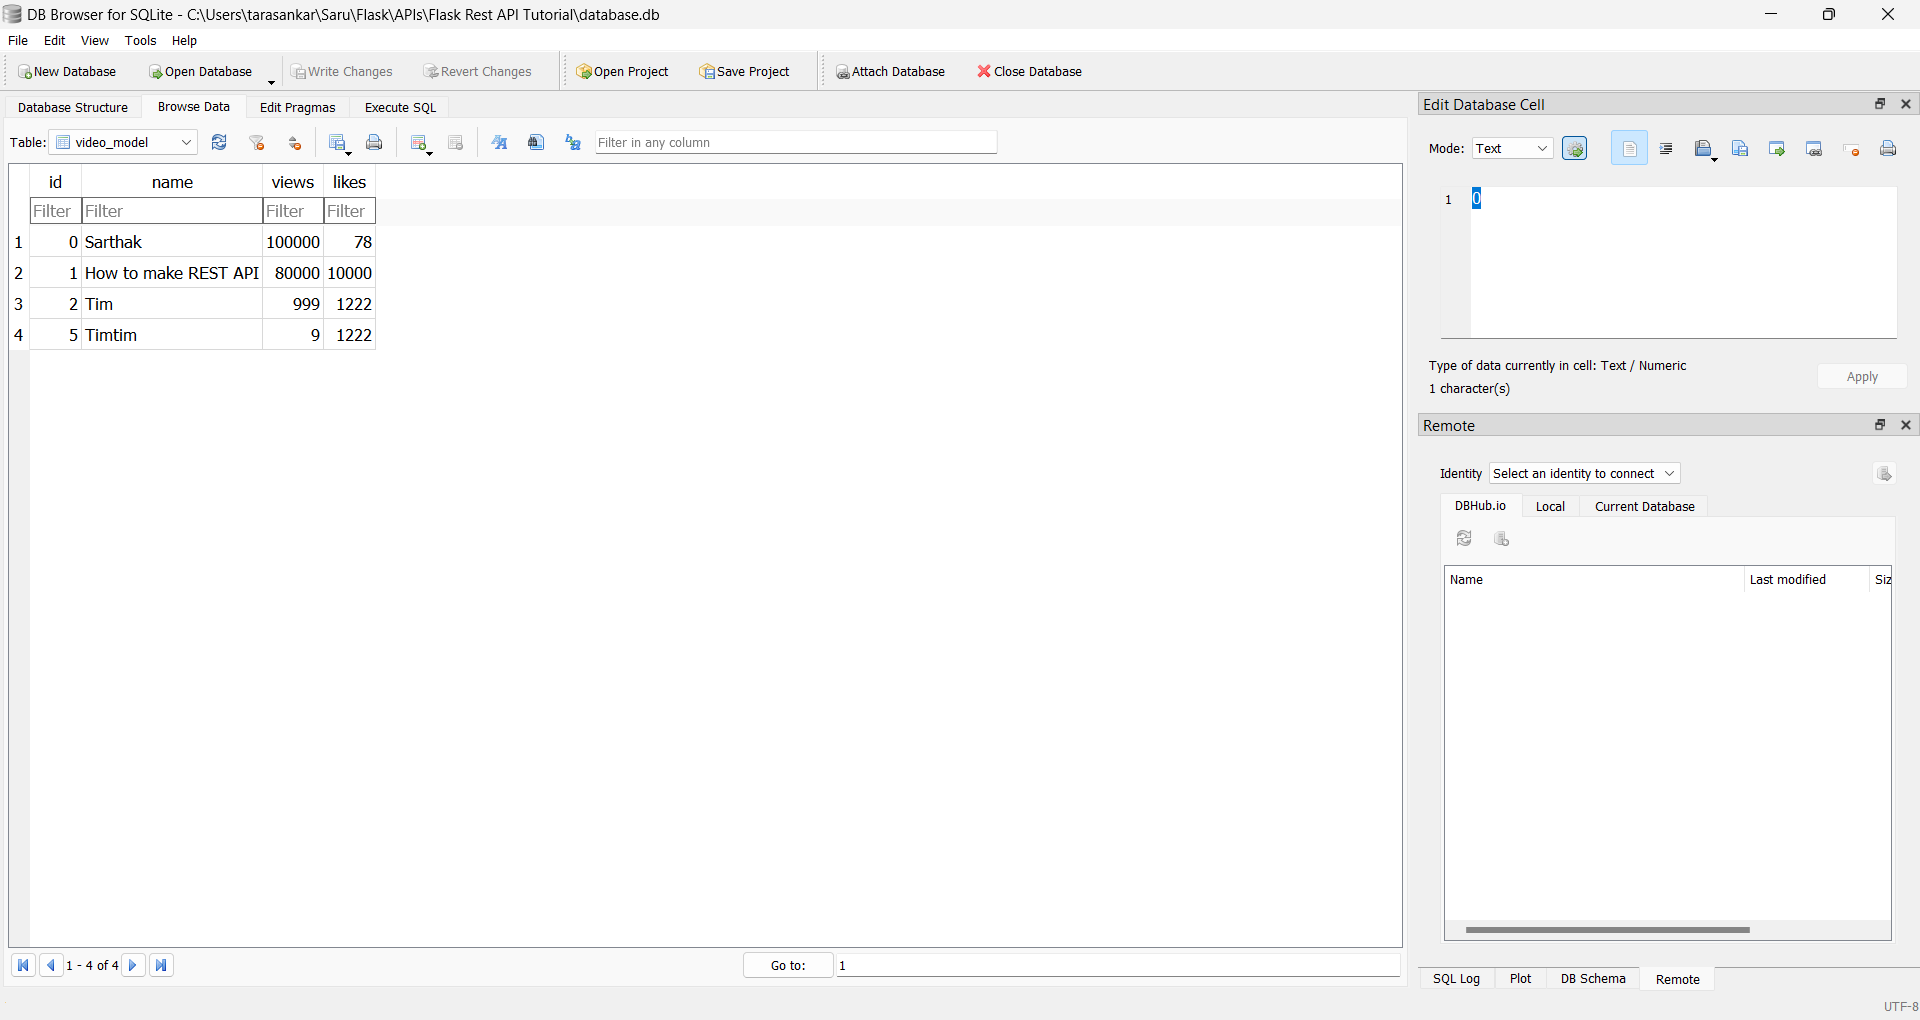 DB Browser for SQLite - C:\Users\tarasankar\Saru\Flask\APIs\Flask Rest API Tutorial\database.db
File Edit View Tools Help
New Database Open Database Write Changes Revert Changes Open Project Save Project Attach Database Close Database
Database Structure Browse Data Edit Pragmas Execute SQL
Table: video_model Filter in any column
id name views likes
Filter Filter Filter Filter
1 0 Sarthak 100000 78
2 1 How to make REST API 80000 10000
3 2 Tim 999 1222
4 5 Timtim 9 1222
1 - 4 of 4 Go to: 1
Edit Database Cell
Mode: Text
1 0
Type of data currently in cell: Text / Numeric
1 character(s)
Apply
Remote
Identity Select an identity to connect
DBHub.io Local Current Database
Name Last modified Siz
SQL Log Plot DB Schema Remote
UTF-8